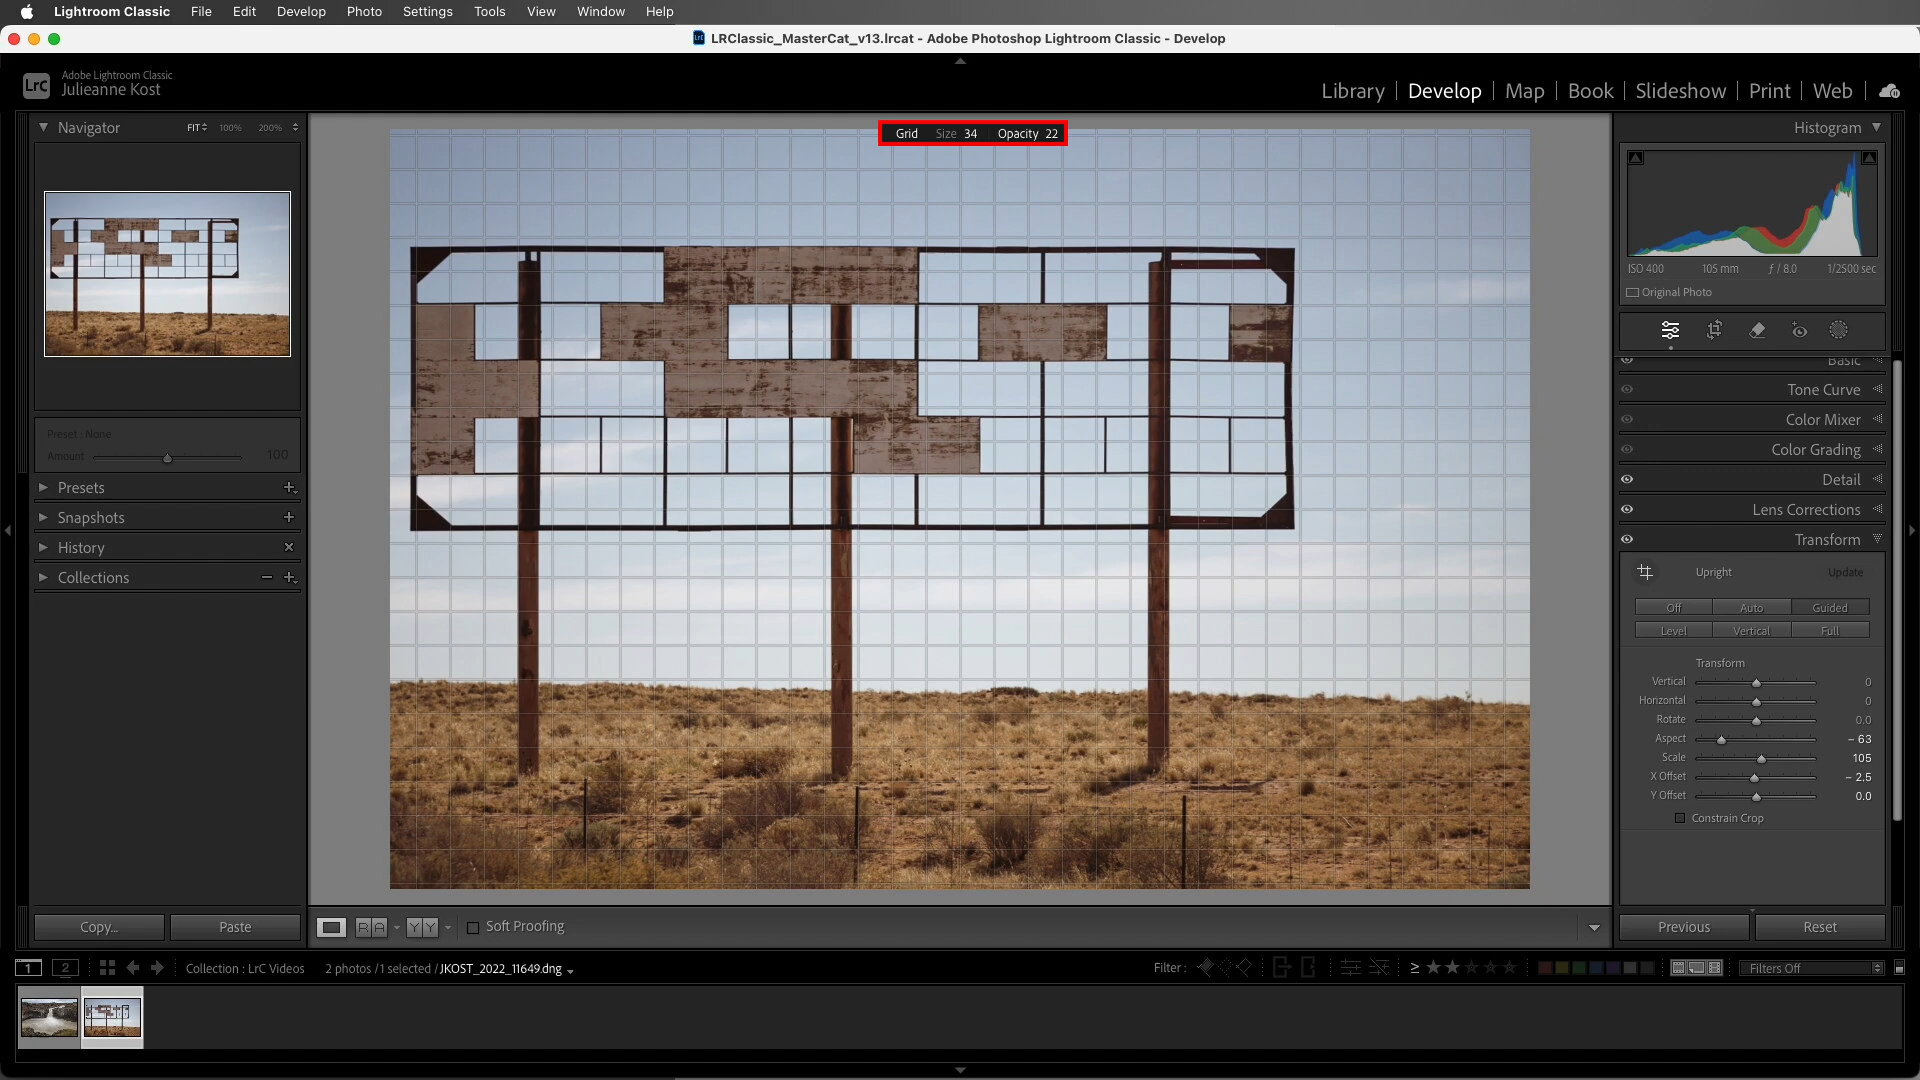 Lightroom Classic File Edit Develop Photo Settings Tools View Window Help
LrC LRClassic_MasterCat_v13.lrcat - Adobe Photoshop Lightroom Classic - Develop
LrC Adobe Lightroom Classic
Julieanne Kost
Library | Develop | Map | Book | Slideshow | Print | Web |
Navigator FIT 100% 200%
Grid Size 34 Opacity 22
Histogram
ISO 400 105 mm ƒ / 8.0 1/2500 sec
Original Photo
Basic
Tone Curve
Color Mixer
Color Grading
Detail
Lens Corrections
Transform
Upright Update
Off Auto Guided
Level Vertical Full
Transform
Vertical 0
Horizontal 0
Rotate 0.0
Aspect - 63
Scale 105
X Offset - 2.5
Y Offset 0.0
Constrain Crop
Preset : None
Amount 100
Presets
Snapshots
History
Collections
Copy... Paste
R A Y Y Soft Proofing
Previous Reset
1 2 Collection : LrC Videos 2 photos / 1 selected / JKOST_2022_11649.dng
Filter : ≥ ★ ★ ★ ★ ★ Filters Off